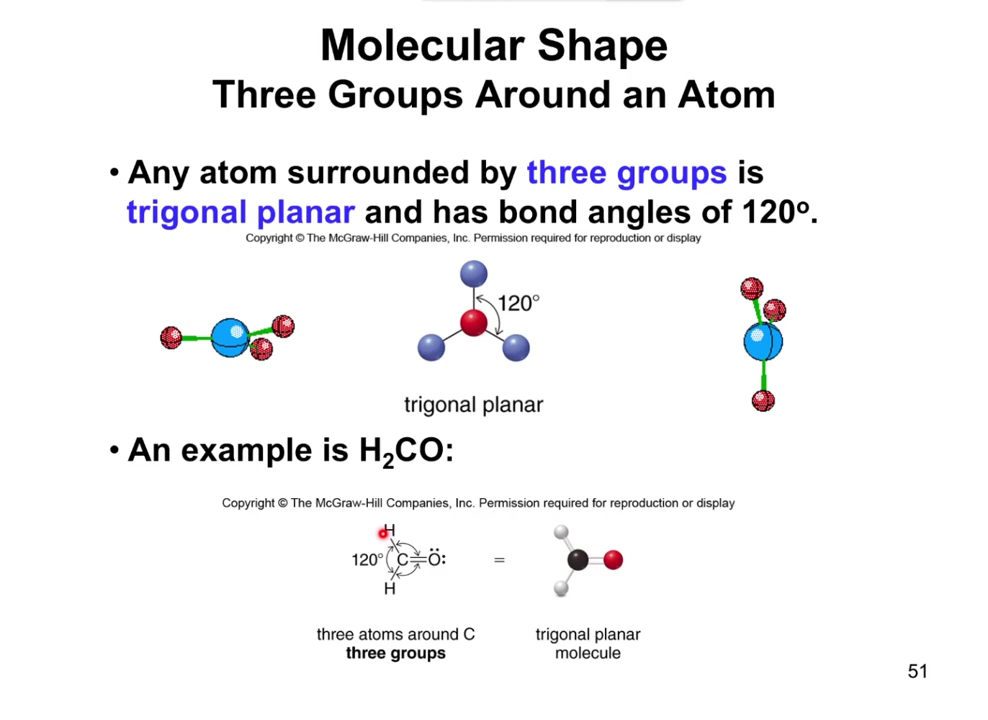 Molecular Shape
Three Groups Around an Atom
• Any atom surrounded by three groups is
trigonal planar and has bond angles of 120º.
Copyright © The McGraw-Hill Companies, Inc. Permission required for reproduction or display
120°
trigonal planar
• An example is H₂CO:
Copyright © The McGraw-Hill Companies, Inc. Permission required for reproduction or display
H
120° C=Ö: =
H
three atoms around C
three groups
trigonal planar
molecule
51